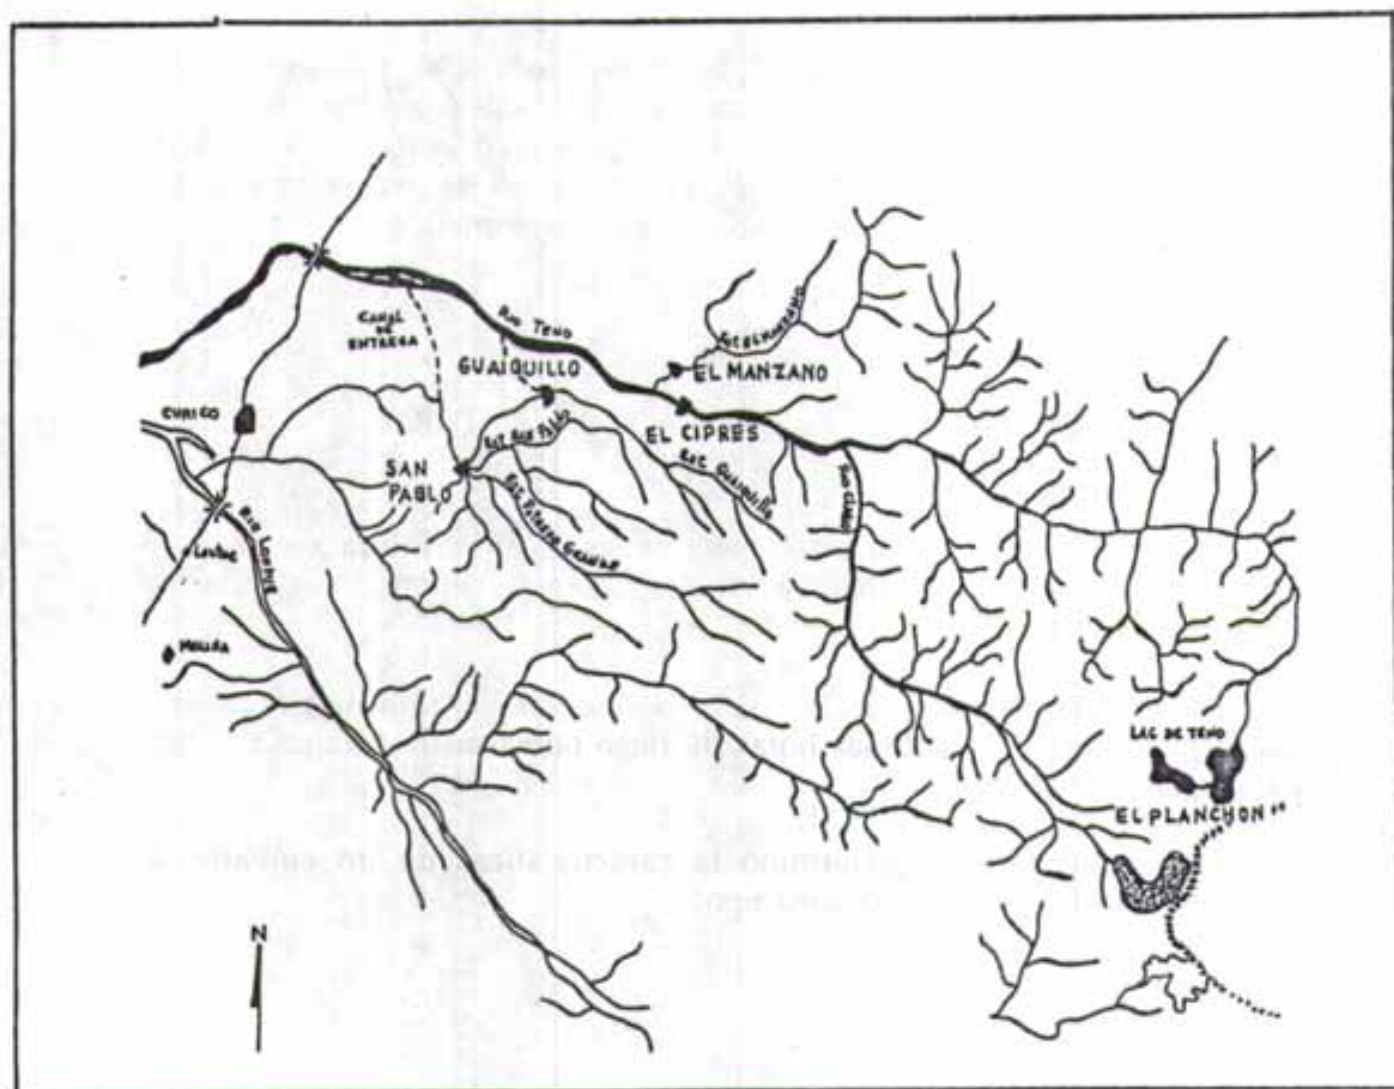 CANAL
DE
ENTREGA
RIO TENO
GUAIQUILLO
EL MANZANO
CURICO
EL CIPRES
SAN
PABLO
RIO LONTUE
MOLINA
LAG DE TENO
EL PLANCHON
N